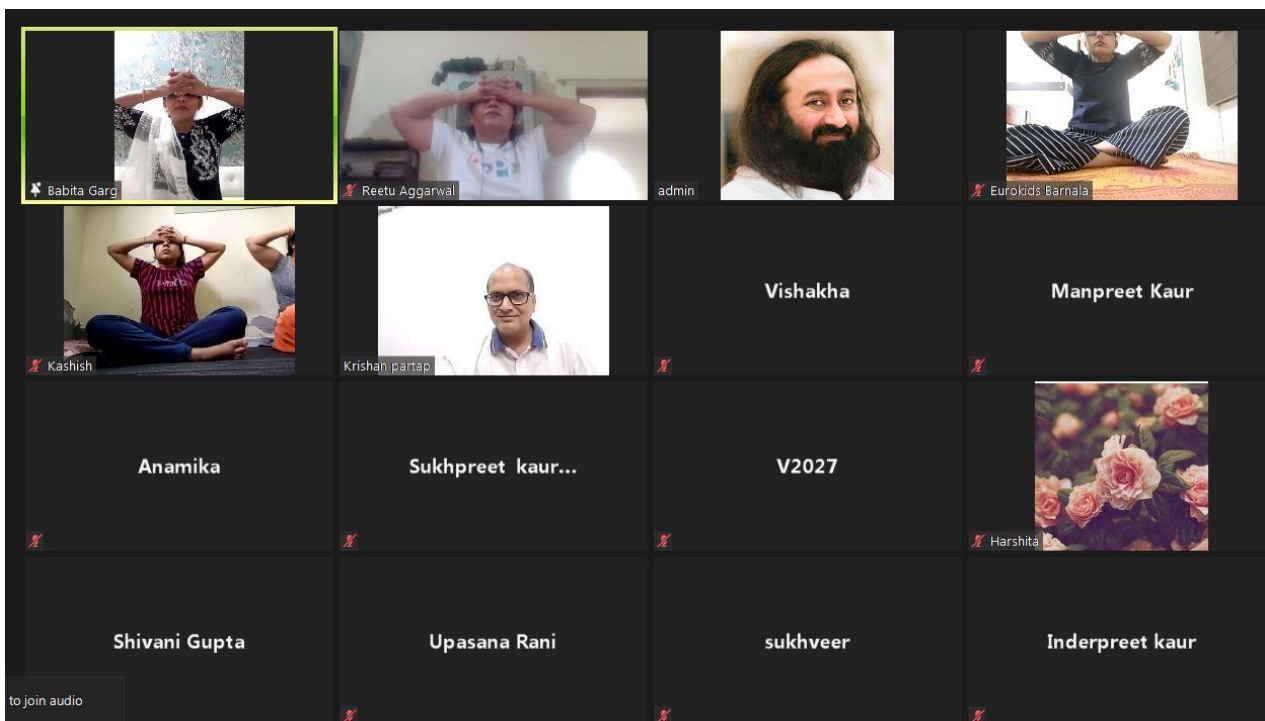 Babita Garg
Reetu Aggarwal
admin
Eurokids Barnala
Kashish
Krishan partap
Vishakha
Manpreet Kaur
Anamika
Sukhpreet kaur...
V2027
Harshita
Shivani Gupta
Upasana Rani
sukhveer
Inderpreet kaur
to join audio